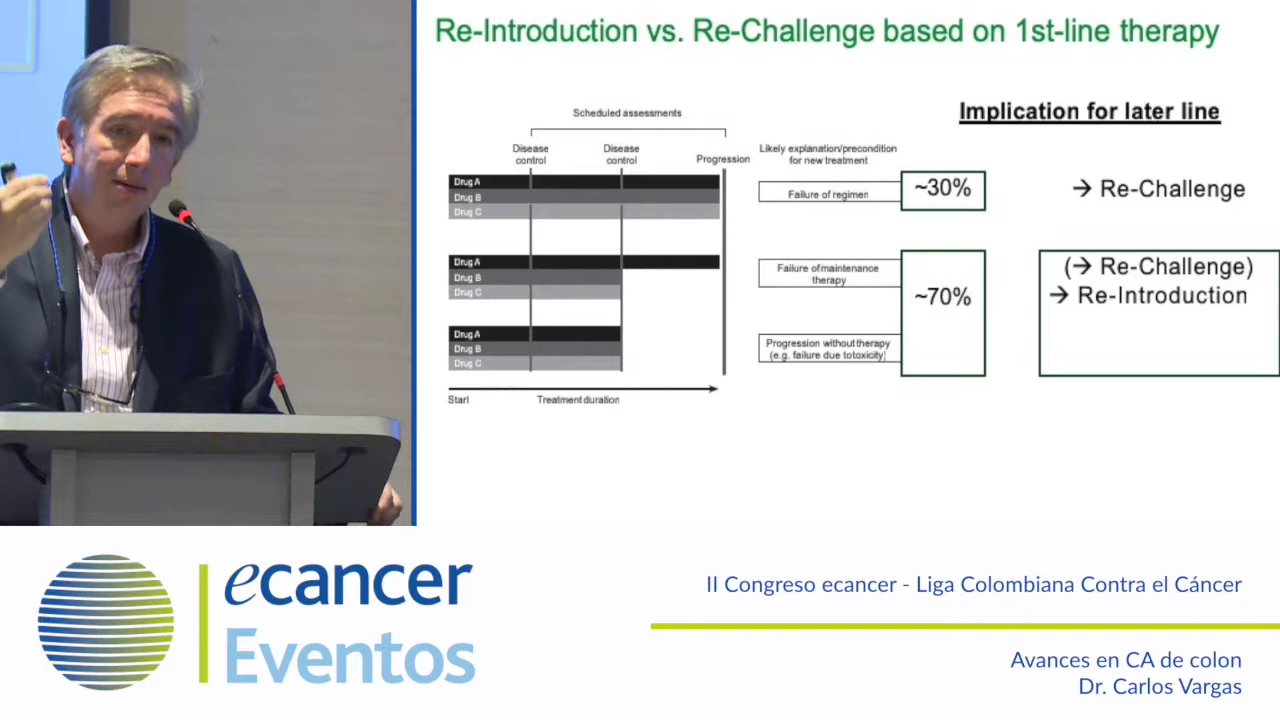 Re-Introduction vs. Re-Challenge based on 1st-line therapy
Implication for later line
Scheduled assessments
Disease
control
Disease
control
Progression
Likely explanation/precondition
for new treatment
Drug A
Drug B
Drug C
Failure of regimen
~30%
→ Re-Challenge
Drug A
Drug B
Drug C
Failure of maintenance
therapy
~70%
(→ Re-Challenge)
→ Re-Introduction
Drug A
Drug B
Drug C
Progression without therapy
(e.g. failure due to toxicity)
Start
Treatment duration
ecancer
Eventos
II Congreso ecancer - Liga Colombiana Contra el Cáncer
Avances en CA de colon
Dr. Carlos Vargas